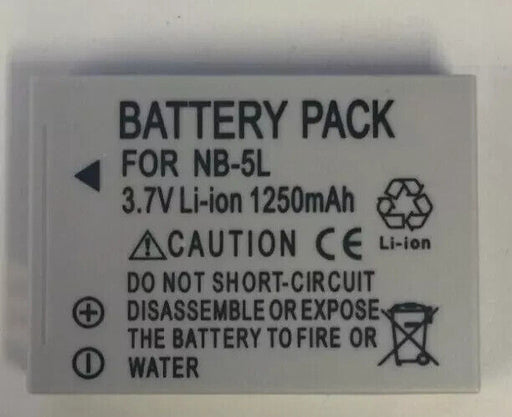 BATTERY PACK
FOR NB-5L
3.7V Li-ion 1250mAh
Li-ion
CAUTION CE
DO NOT SHORT-CIRCUIT
DISASSEMBLE OR EXPOSE
THE BATTERY TO FIRE OR
WATER